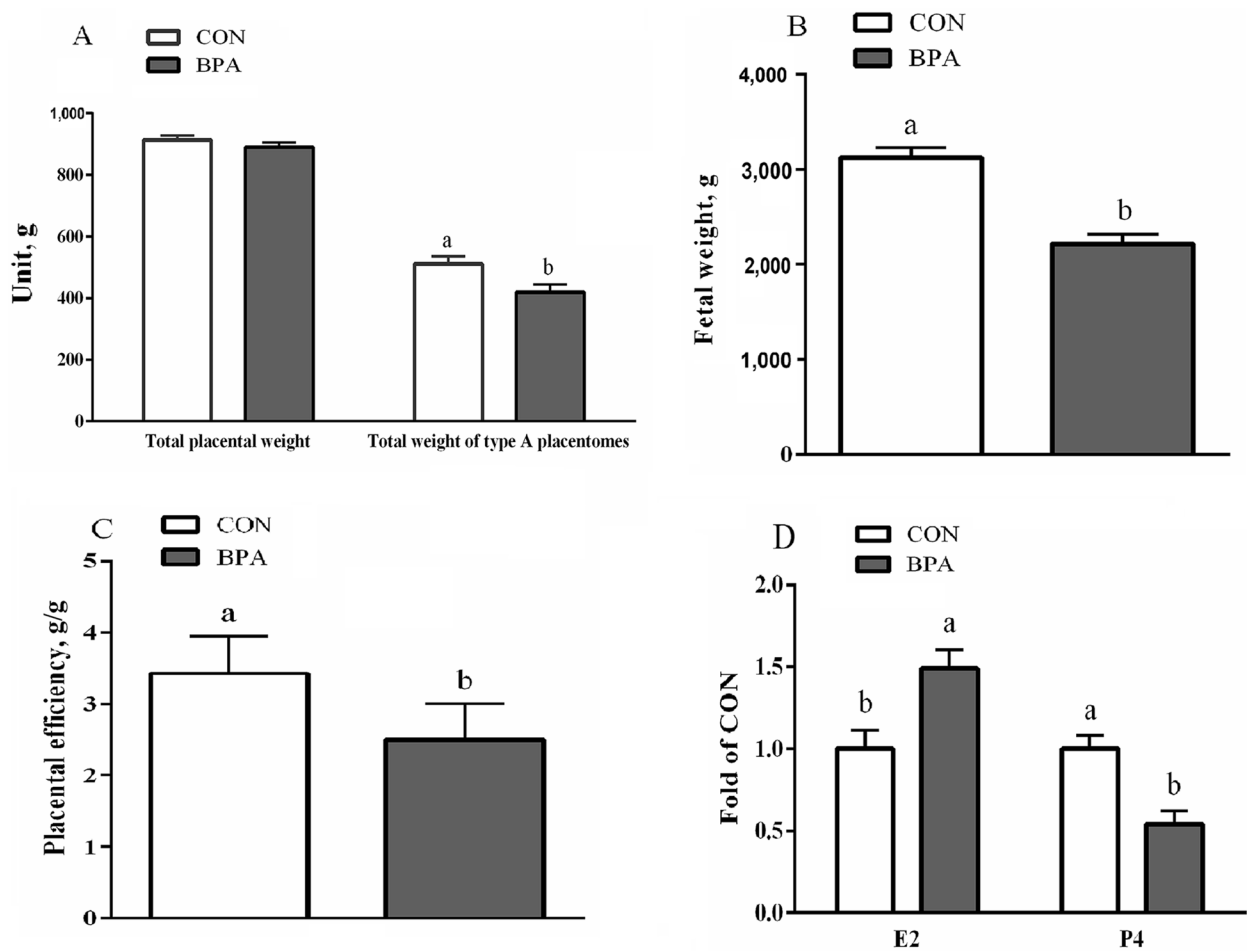 A
CON
BPA
1,000
800
600
400
200
0
Unit, g
a
b
Total placental weight
Total weight of type A placentomes
B
CON
BPA
4,000
3,000
2,000
1,000
0
Fetal weight, g
a
b
C
CON
BPA
5
4
3
2
1
0
Placental efficiency, g/g
a
b
D
CON
BPA
2.0
1.5
1.0
0.5
0.0
Fold of CON
b
a
a
b
E2
P4